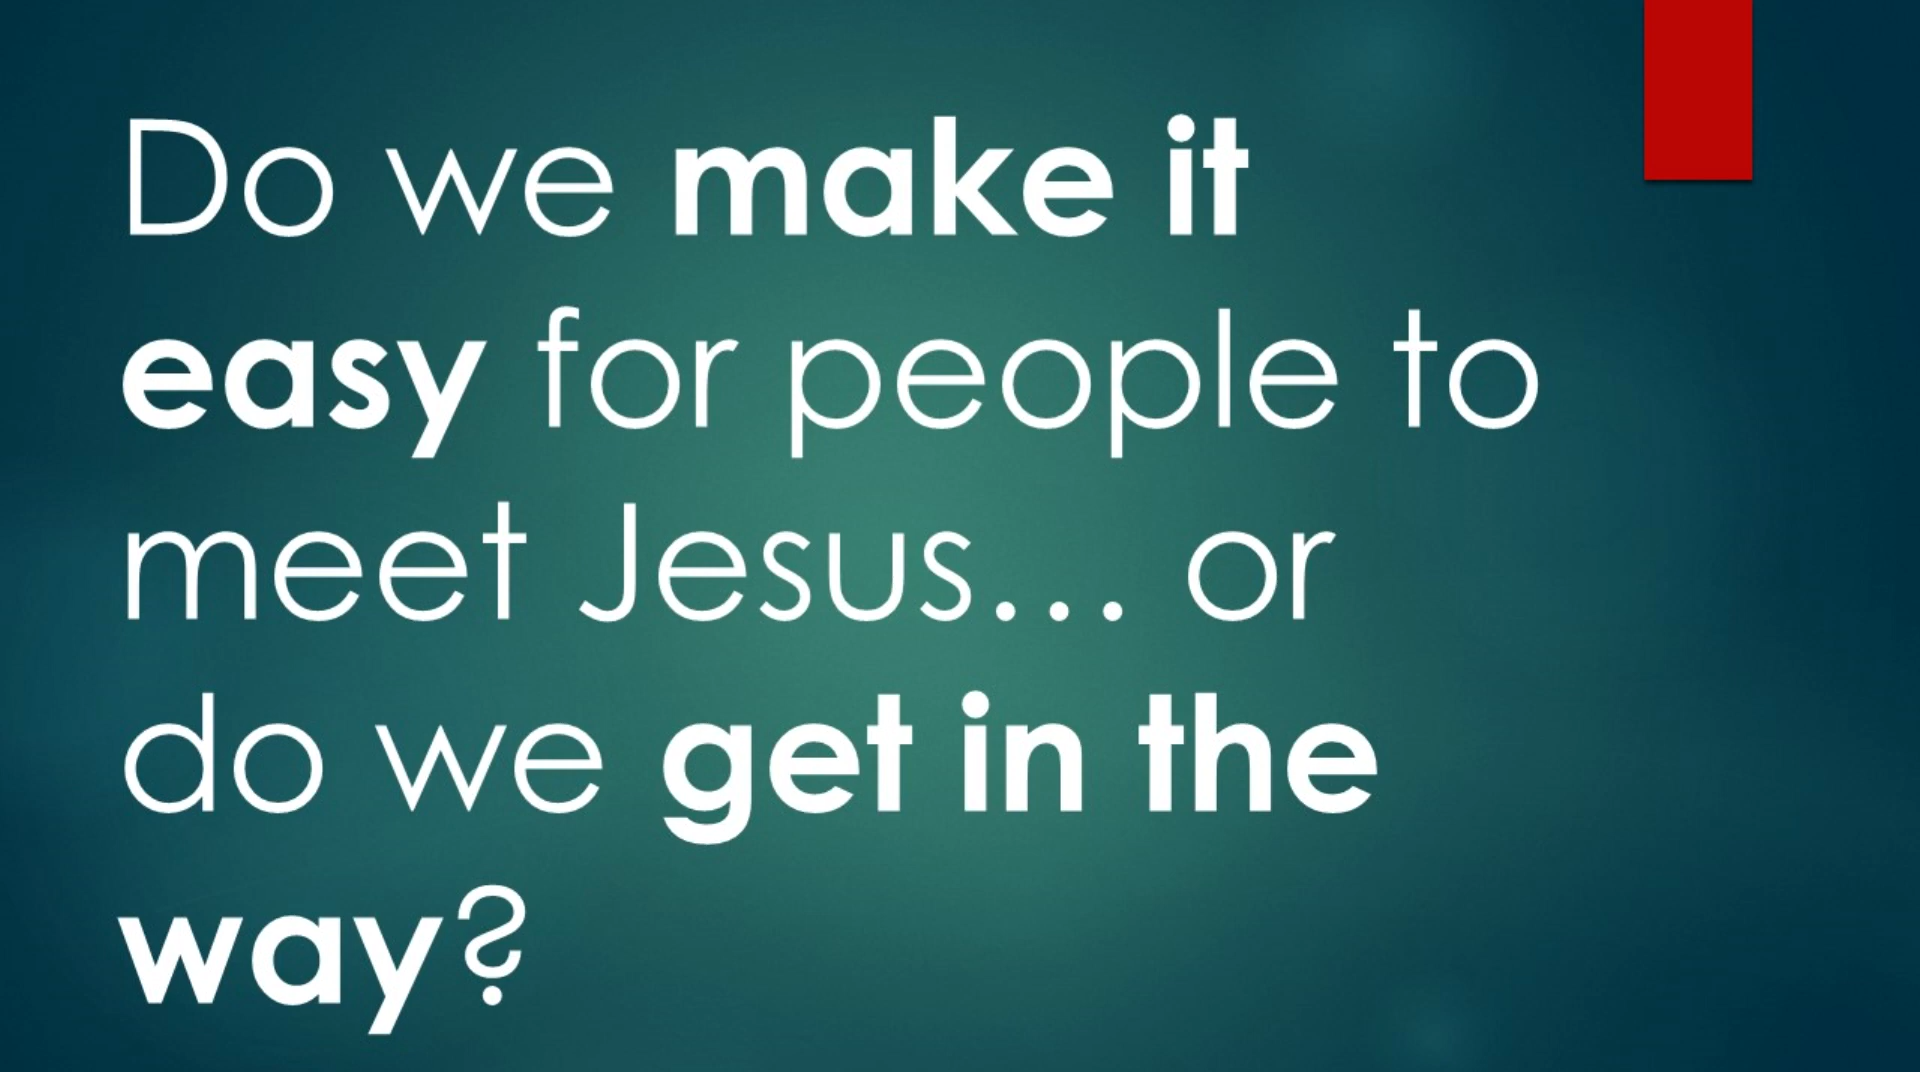 Do we make it
easy for people to
meet Jesus... or
do we get in the
way?